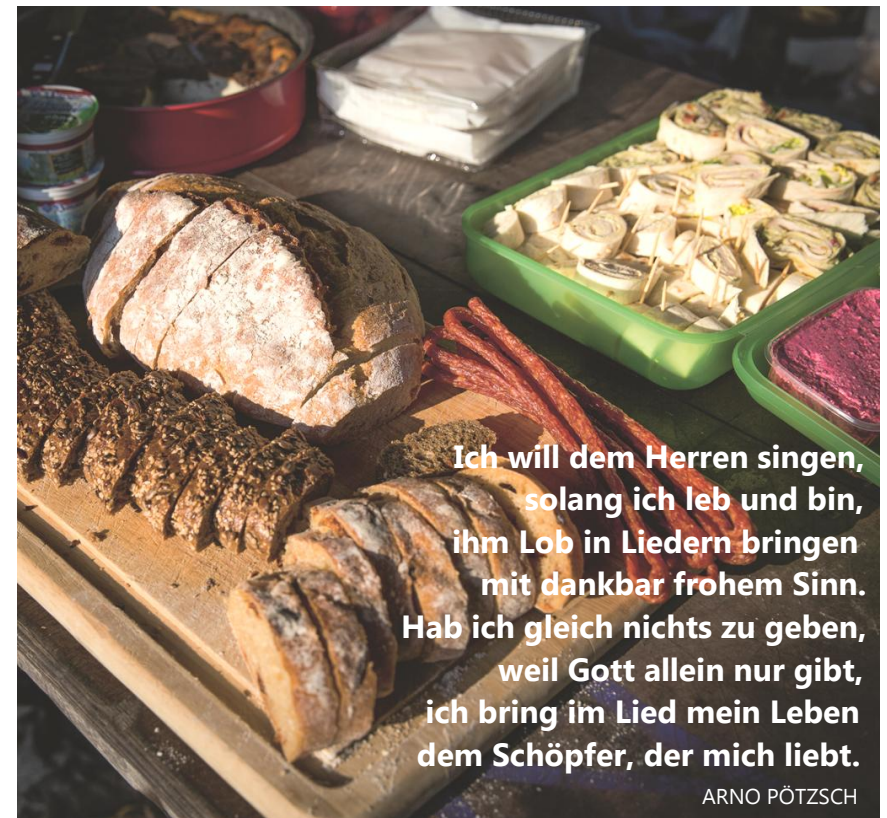 Ich will dem Herren singen,
solang ich leb und bin,
ihm Lob in Liedern bringen
mit dankbar frohem Sinn.
Hab ich gleich nichts zu geben,
weil Gott allein nur gibt,
ich bring im Lied mein Leben
dem Schöpfer, der mich liebt.
ARNO PÖTZSCH